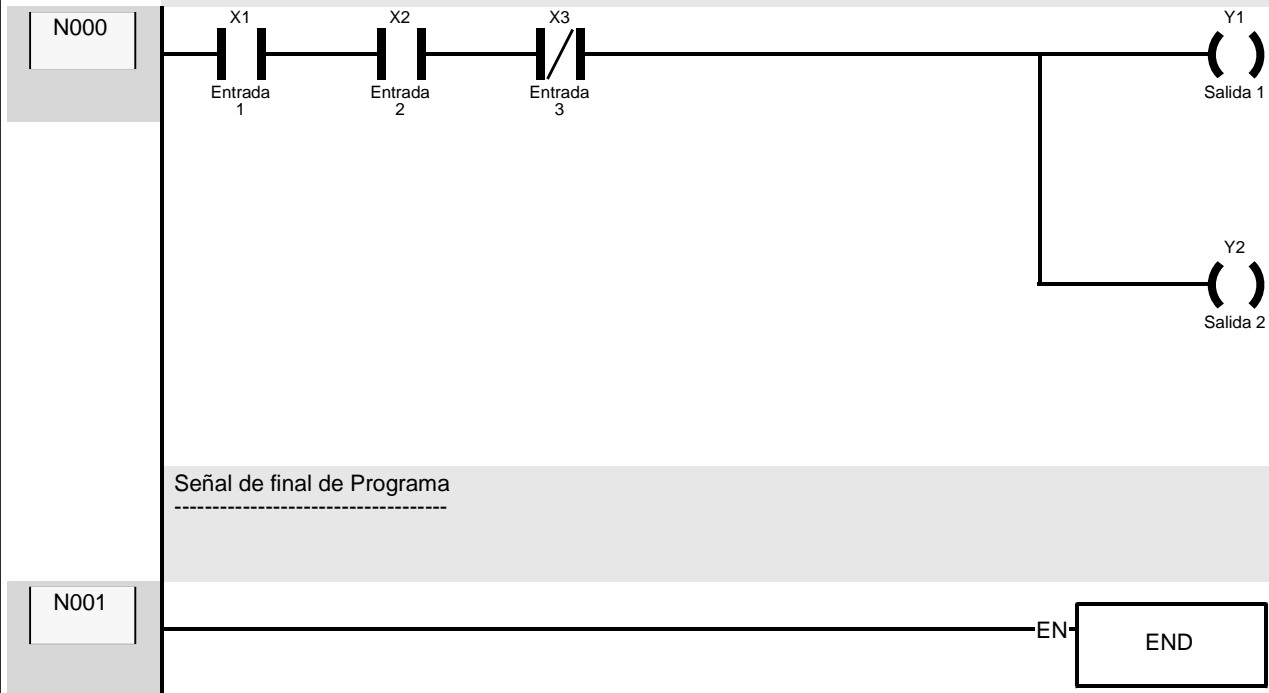 N000
X1
X2
X3
Y1
Entrada
1
Entrada
2
Entrada
3
Salida 1
Y2
Salida 2
Señal de final de Programa
------------------------------------
N001
EN
END